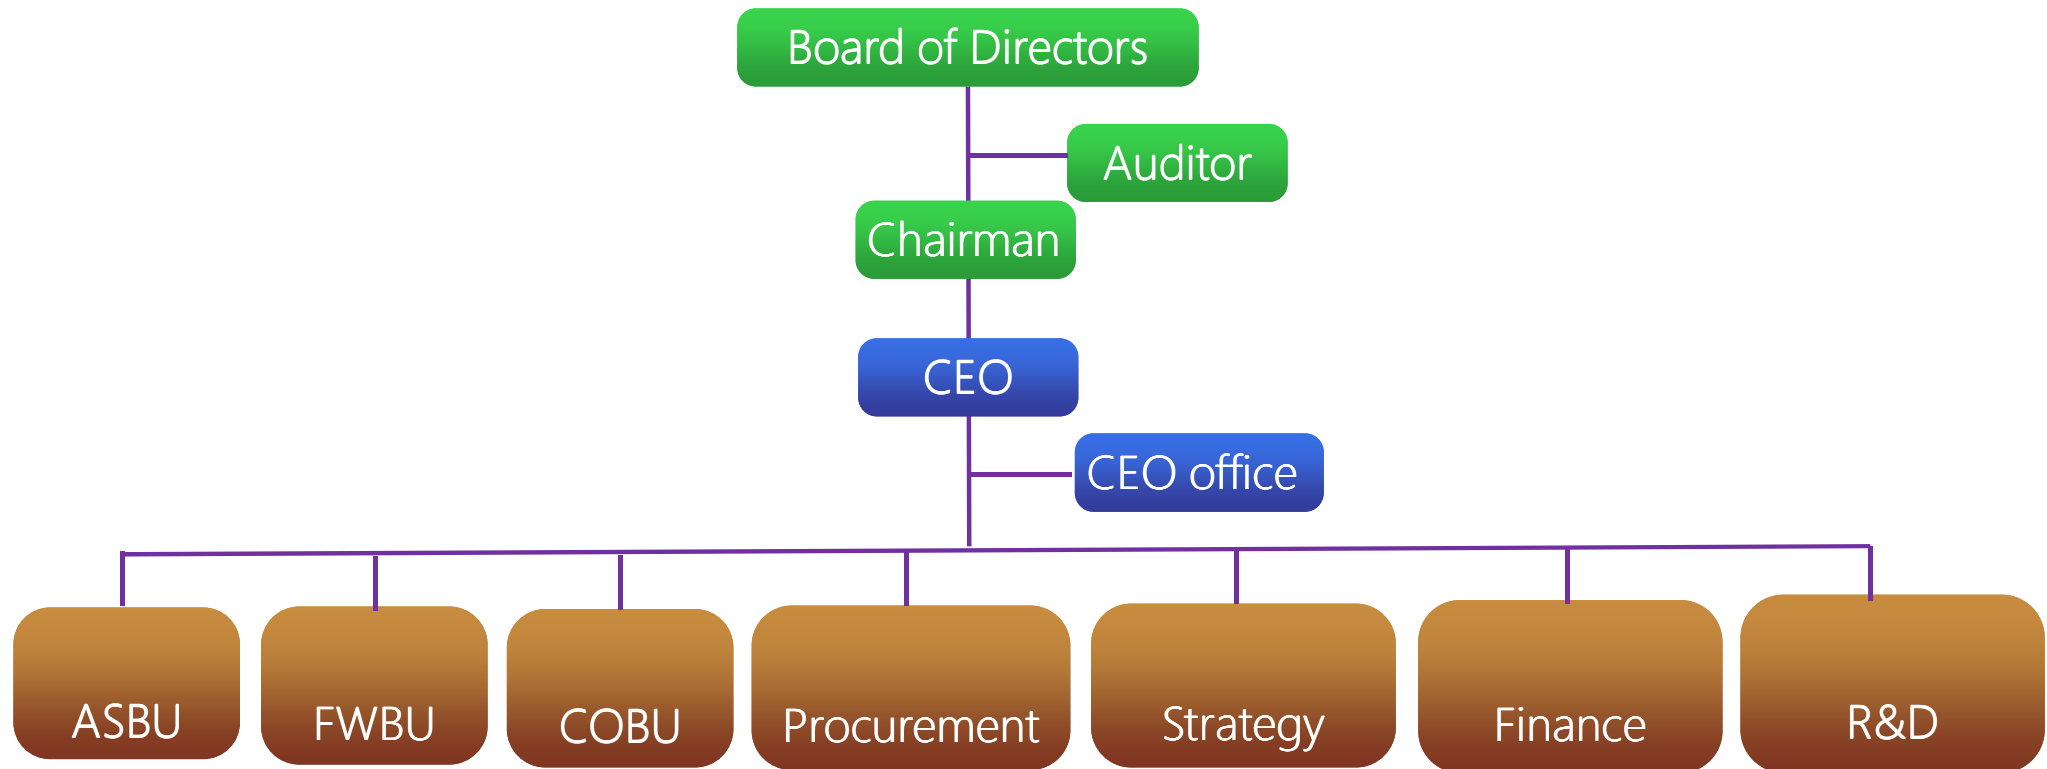 Board of Directors
Auditor
Chairman
CEO
CEO office
ASBU
FWBU
COBU
Procurement
Strategy
Finance
R&D